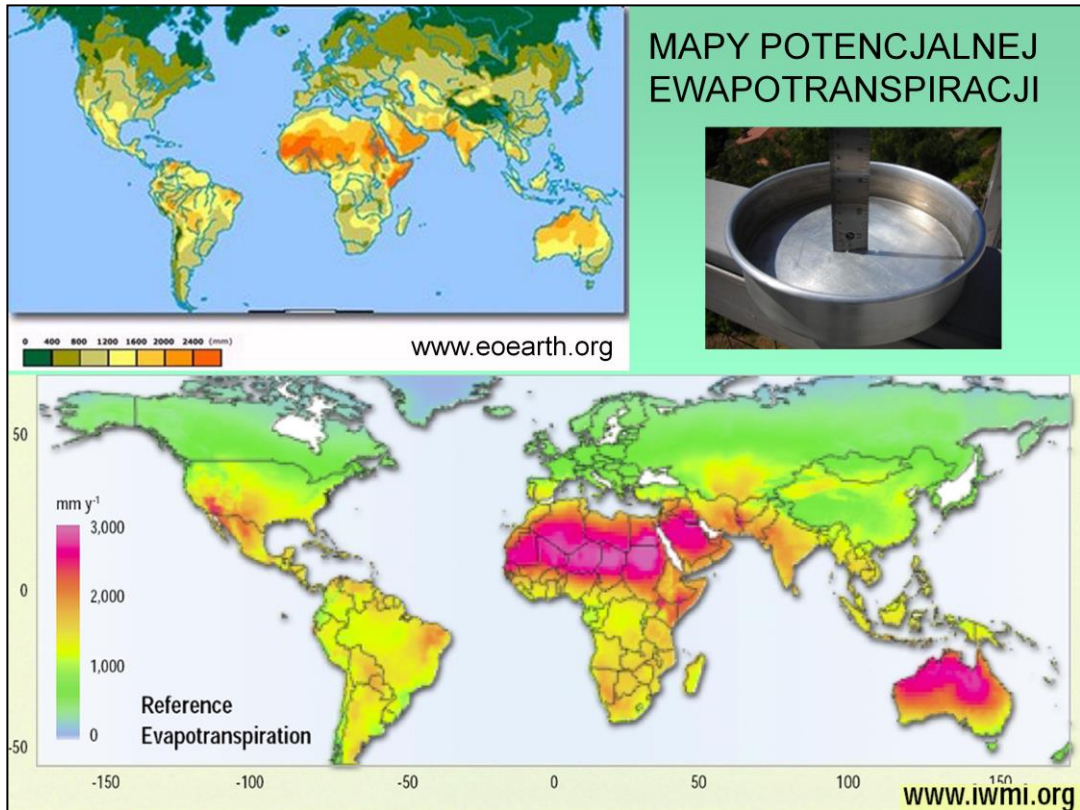 MAPY POTENCJALNEJ
EWAPOTRANSPIRACJI
0 400 800 1200 1600 2000 2400 (mm)
www.eoearth.org
50
0
-50
mm y⁻¹
3,000
2,000
1,000
0
Reference
Evapotranspiration
-150 -100 -50 0 50 100 150
www.iwmi.org